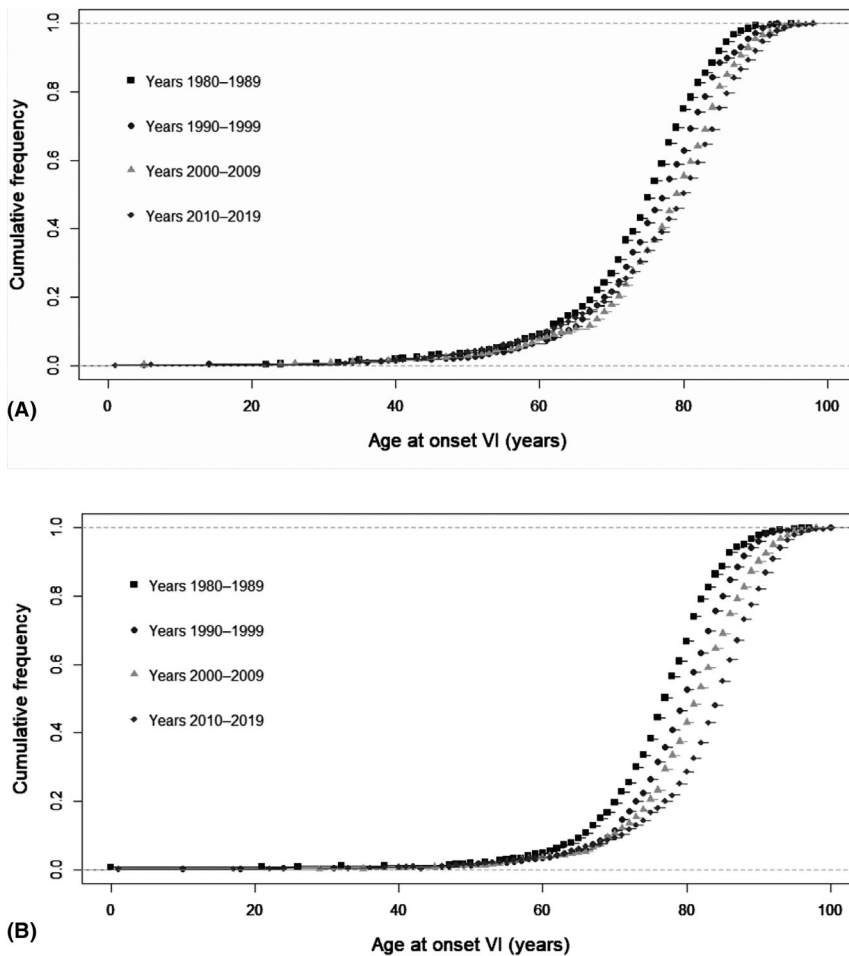 1.0
0.8
0.6
0.4
0.2
0.0
Cumulative frequency
Years 1980–1989
Years 1990–1999
Years 2000–2009
Years 2010–2019
0 20 40 60 80 100
(A)
Age at onset VI (years)
1.0
0.8
0.6
0.4
0.2
0.0
Cumulative frequency
Years 1980–1989
Years 1990–1999
Years 2000–2009
Years 2010–2019
0 20 40 60 80 100
(B)
Age at onset VI (years)